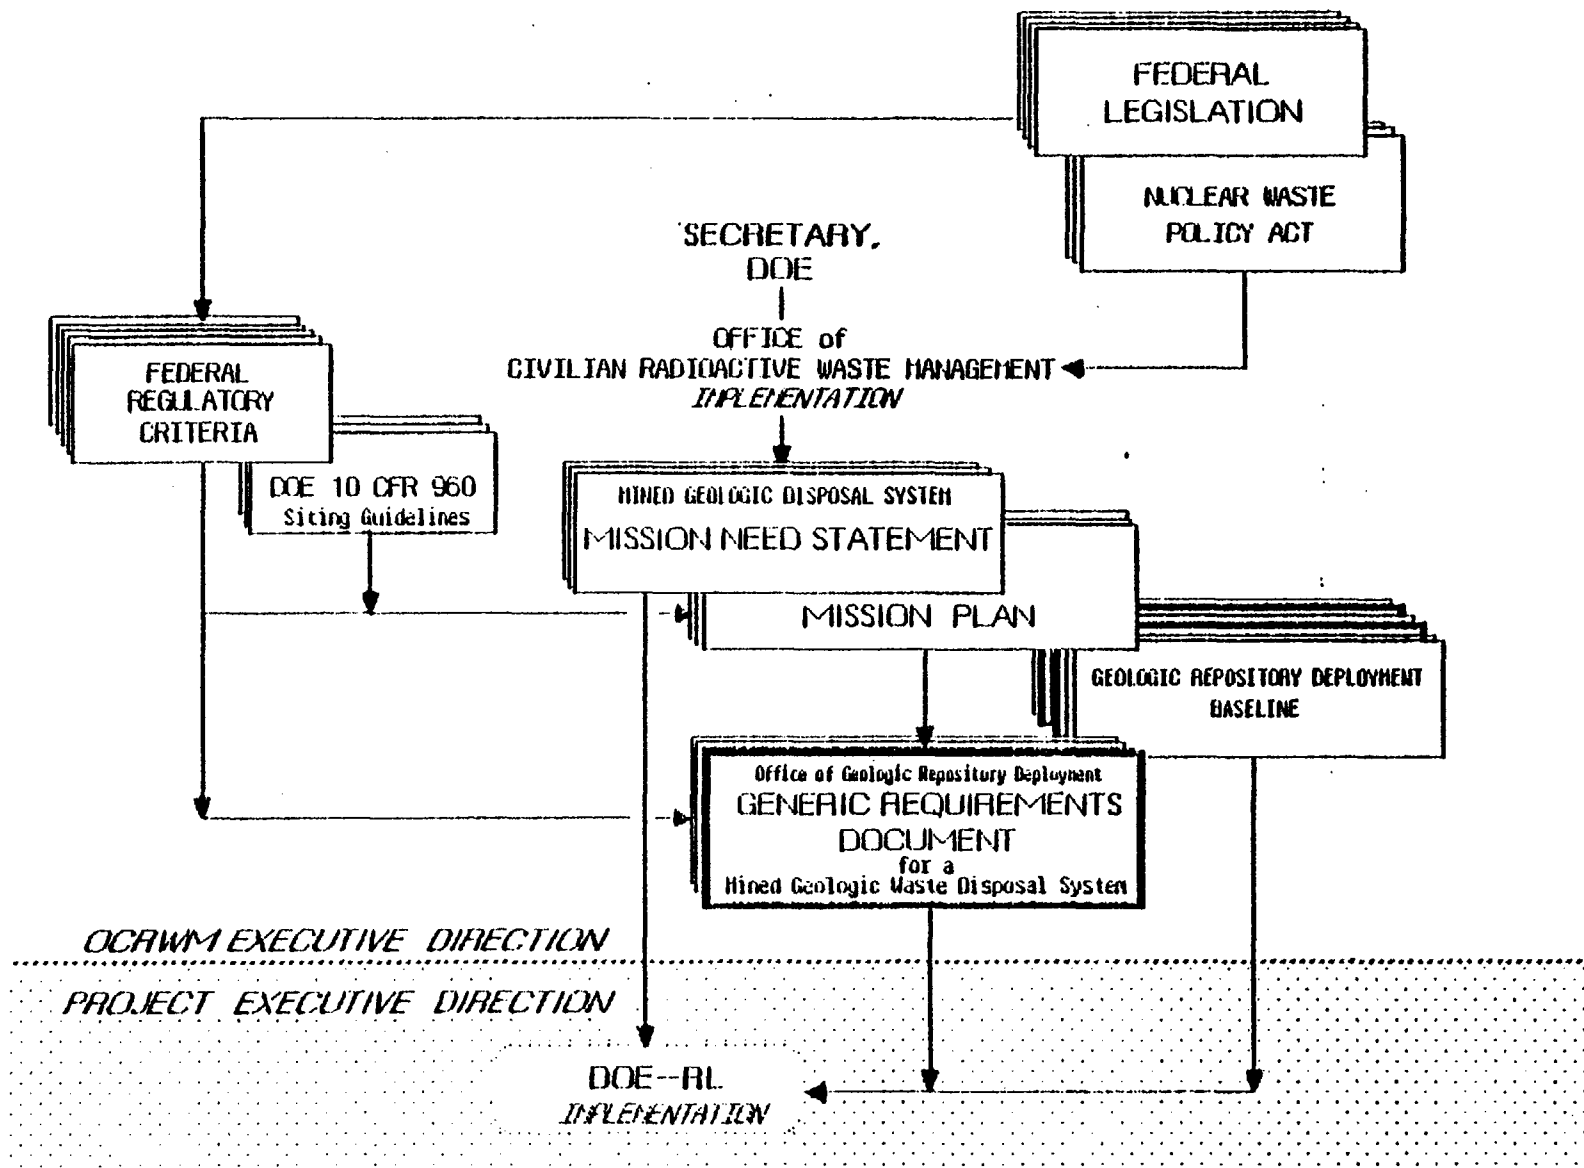 FEDERAL
LEGISLATION
NUCLEAR WASTE
POLICY ACT
SECRETARY,
DOE
OFFICE of
CIVILIAN RADIOACTIVE WASTE MANAGEMENT
IMPLEMENTATION
FEDERAL
REGULATORY
CRITERIA
DOE 10 CFR 960
Siting Guidelines
MINED GEOLOGIC DISPOSAL SYSTEM
MISSION NEED STATEMENT
MISSION PLAN
GEOLOGIC REPOSITORY DEPLOYMENT
BASELINE
Office of Geologic Repository Deployment
GENERIC REQUIREMENTS
DOCUMENT
for a
Mined Geologic Waste Disposal System
OCRWM EXECUTIVE DIRECTION
PROJECT EXECUTIVE DIRECTION
DOE--RL
IMPLEMENTATION